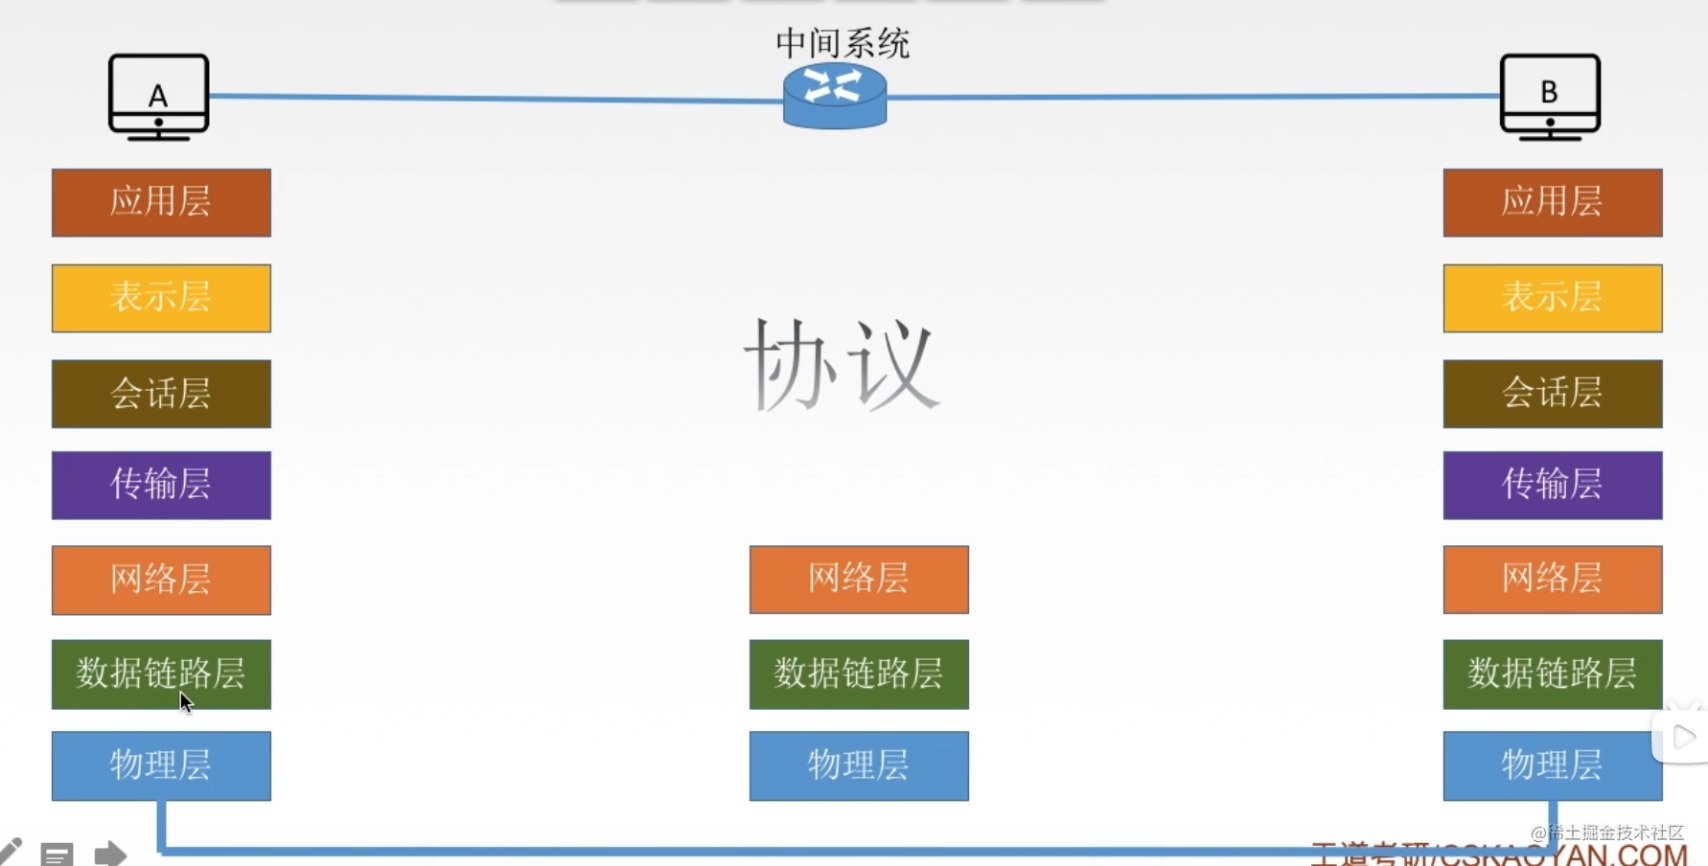 中间系统
A
B
应用层
应用层
表示层
表示层
协议
会话层
会话层
传输层
传输层
网络层
网络层
网络层
数据链路层
数据链路层
数据链路层
物理层
物理层
物理层
@稀土掘金技术社区
王道考研/CSKAOYAN.COM